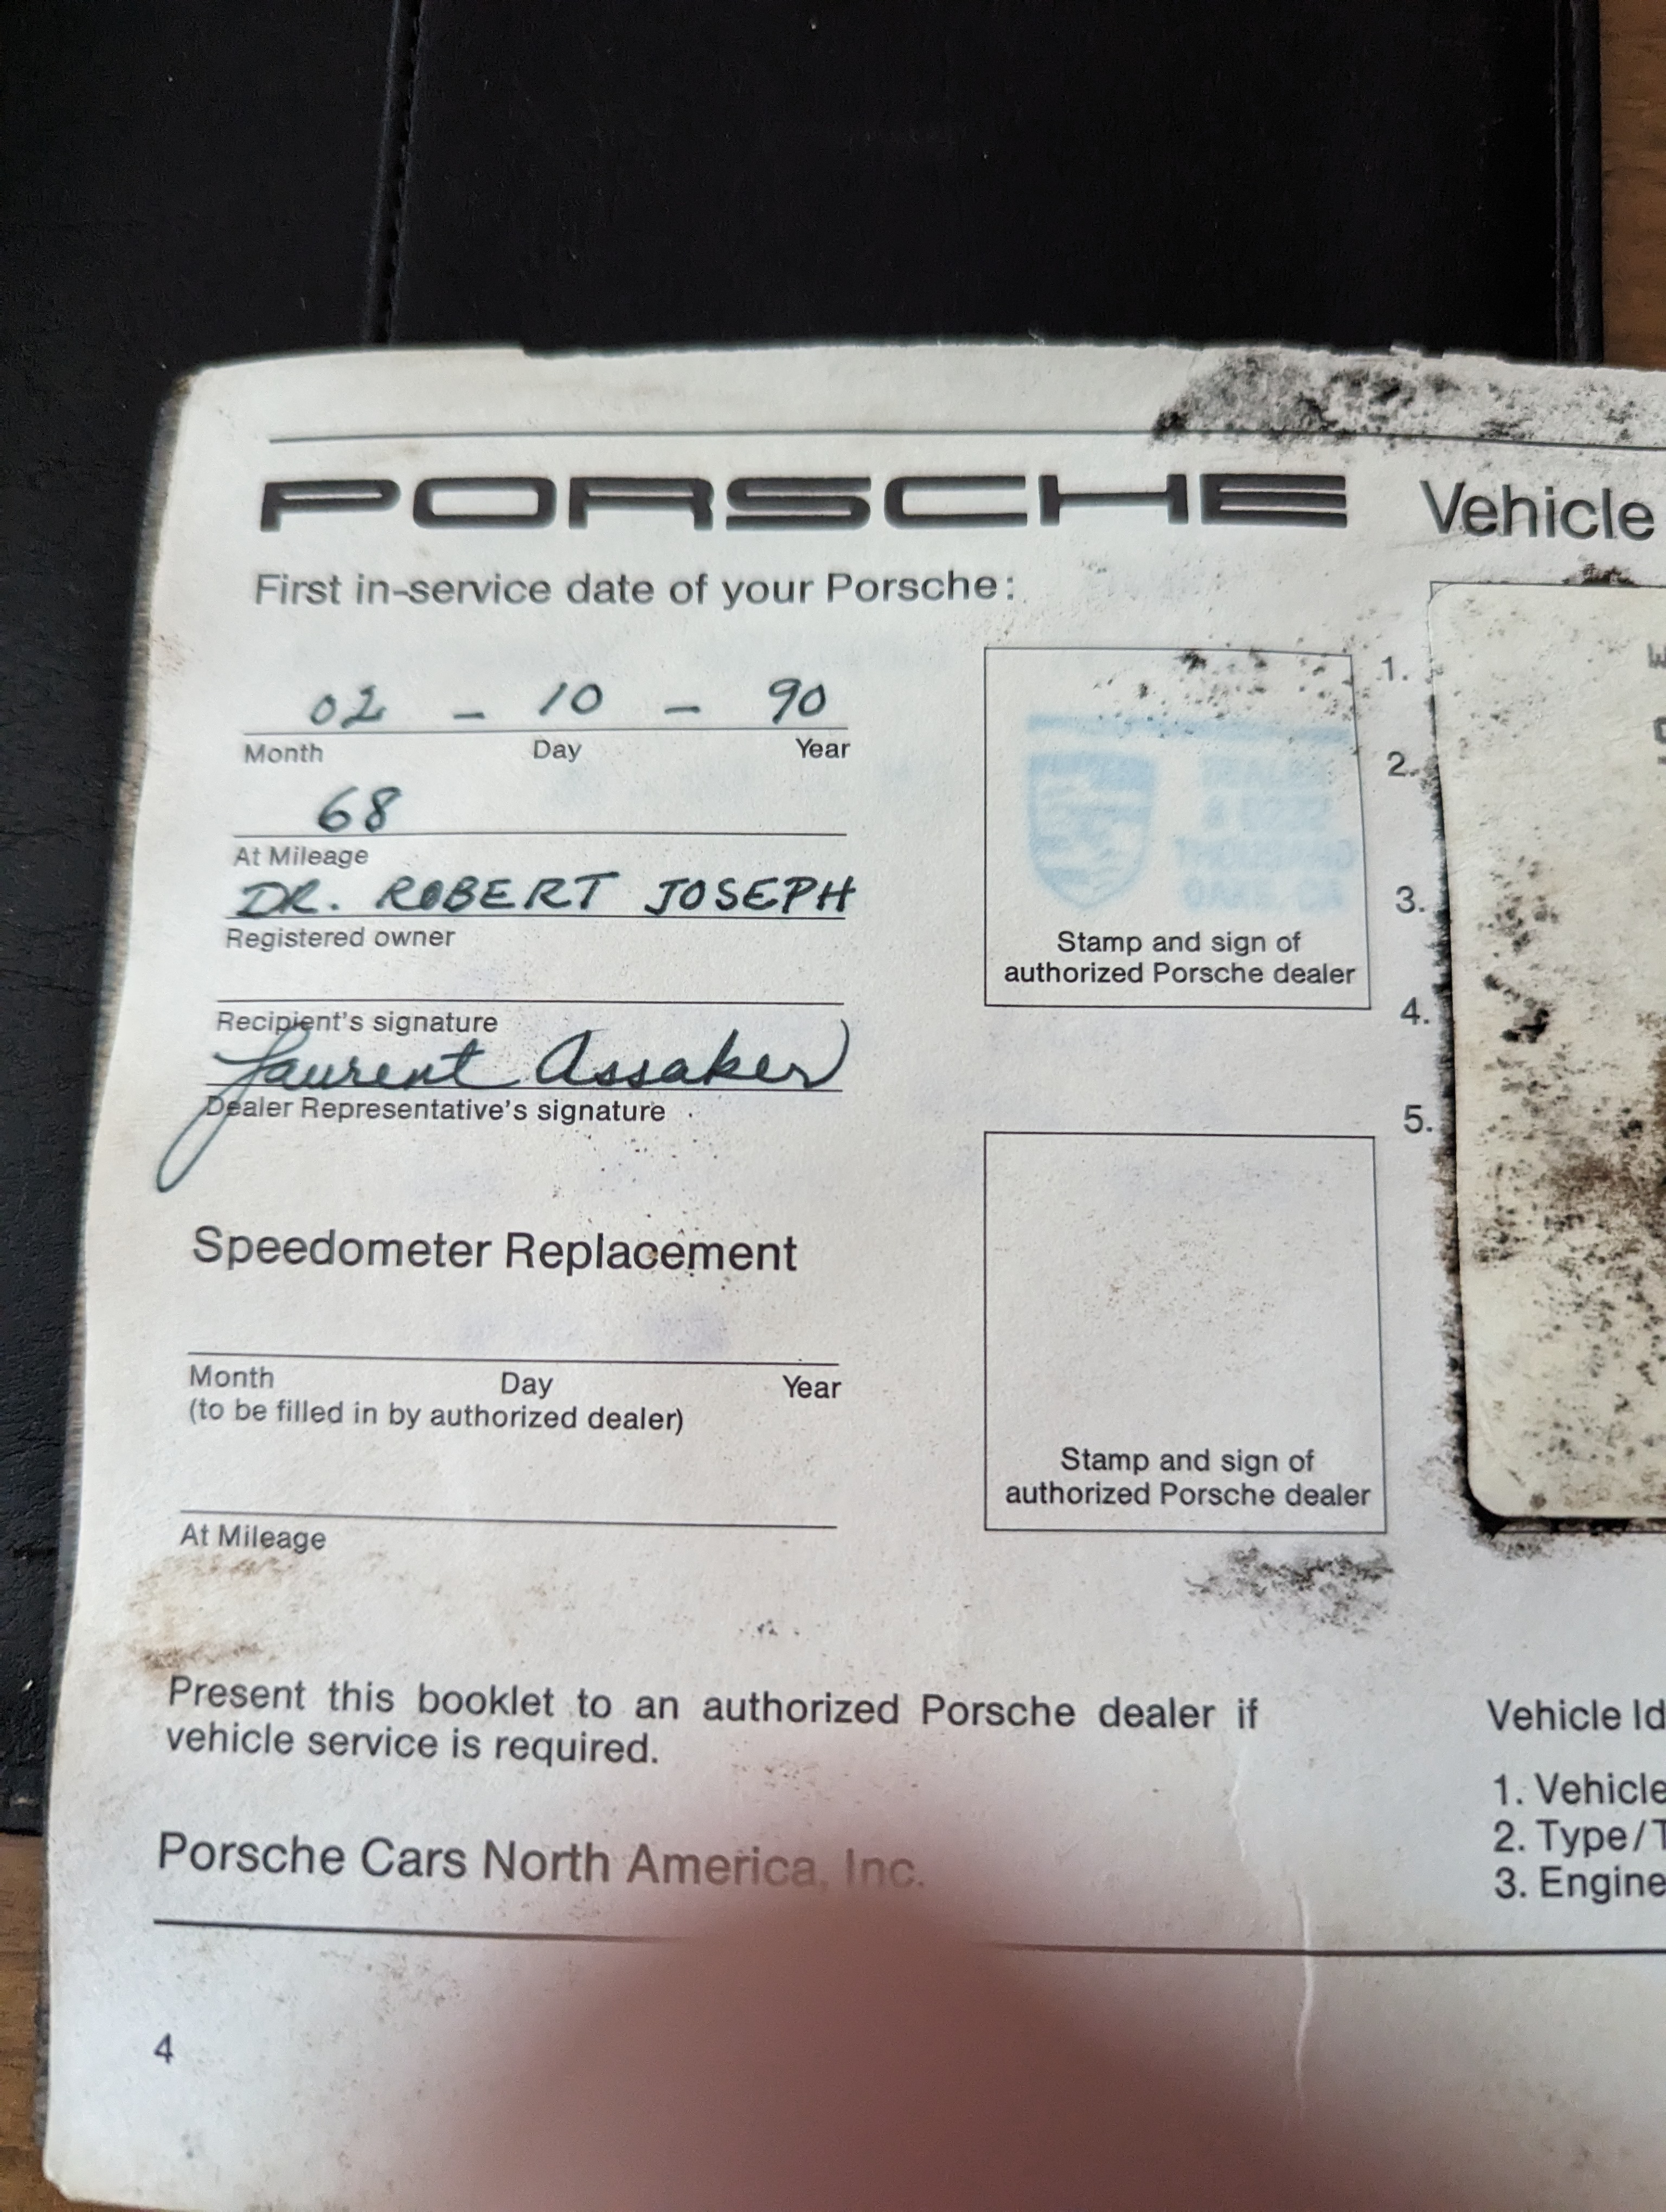 PORSCHE Vehicle
First in-service date of your Porsche:
02 - 10 - 90
Month Day Year
68
At Mileage
DR. ROBERT JOSEPH
Registered owner
Recipient's signature
Laurent Assaker
Dealer Representative's signature
Stamp and sign of
authorized Porsche dealer
1.
2.
3.
4.
5.
Speedometer Replacement
Month Day Year
(to be filled in by authorized dealer)
At Mileage
Stamp and sign of
authorized Porsche dealer
Present this booklet to an authorized Porsche dealer if
vehicle service is required.
Porsche Cars North America, Inc.
Vehicle Id
1. Vehicle
2. Type/T
3. Engine
4